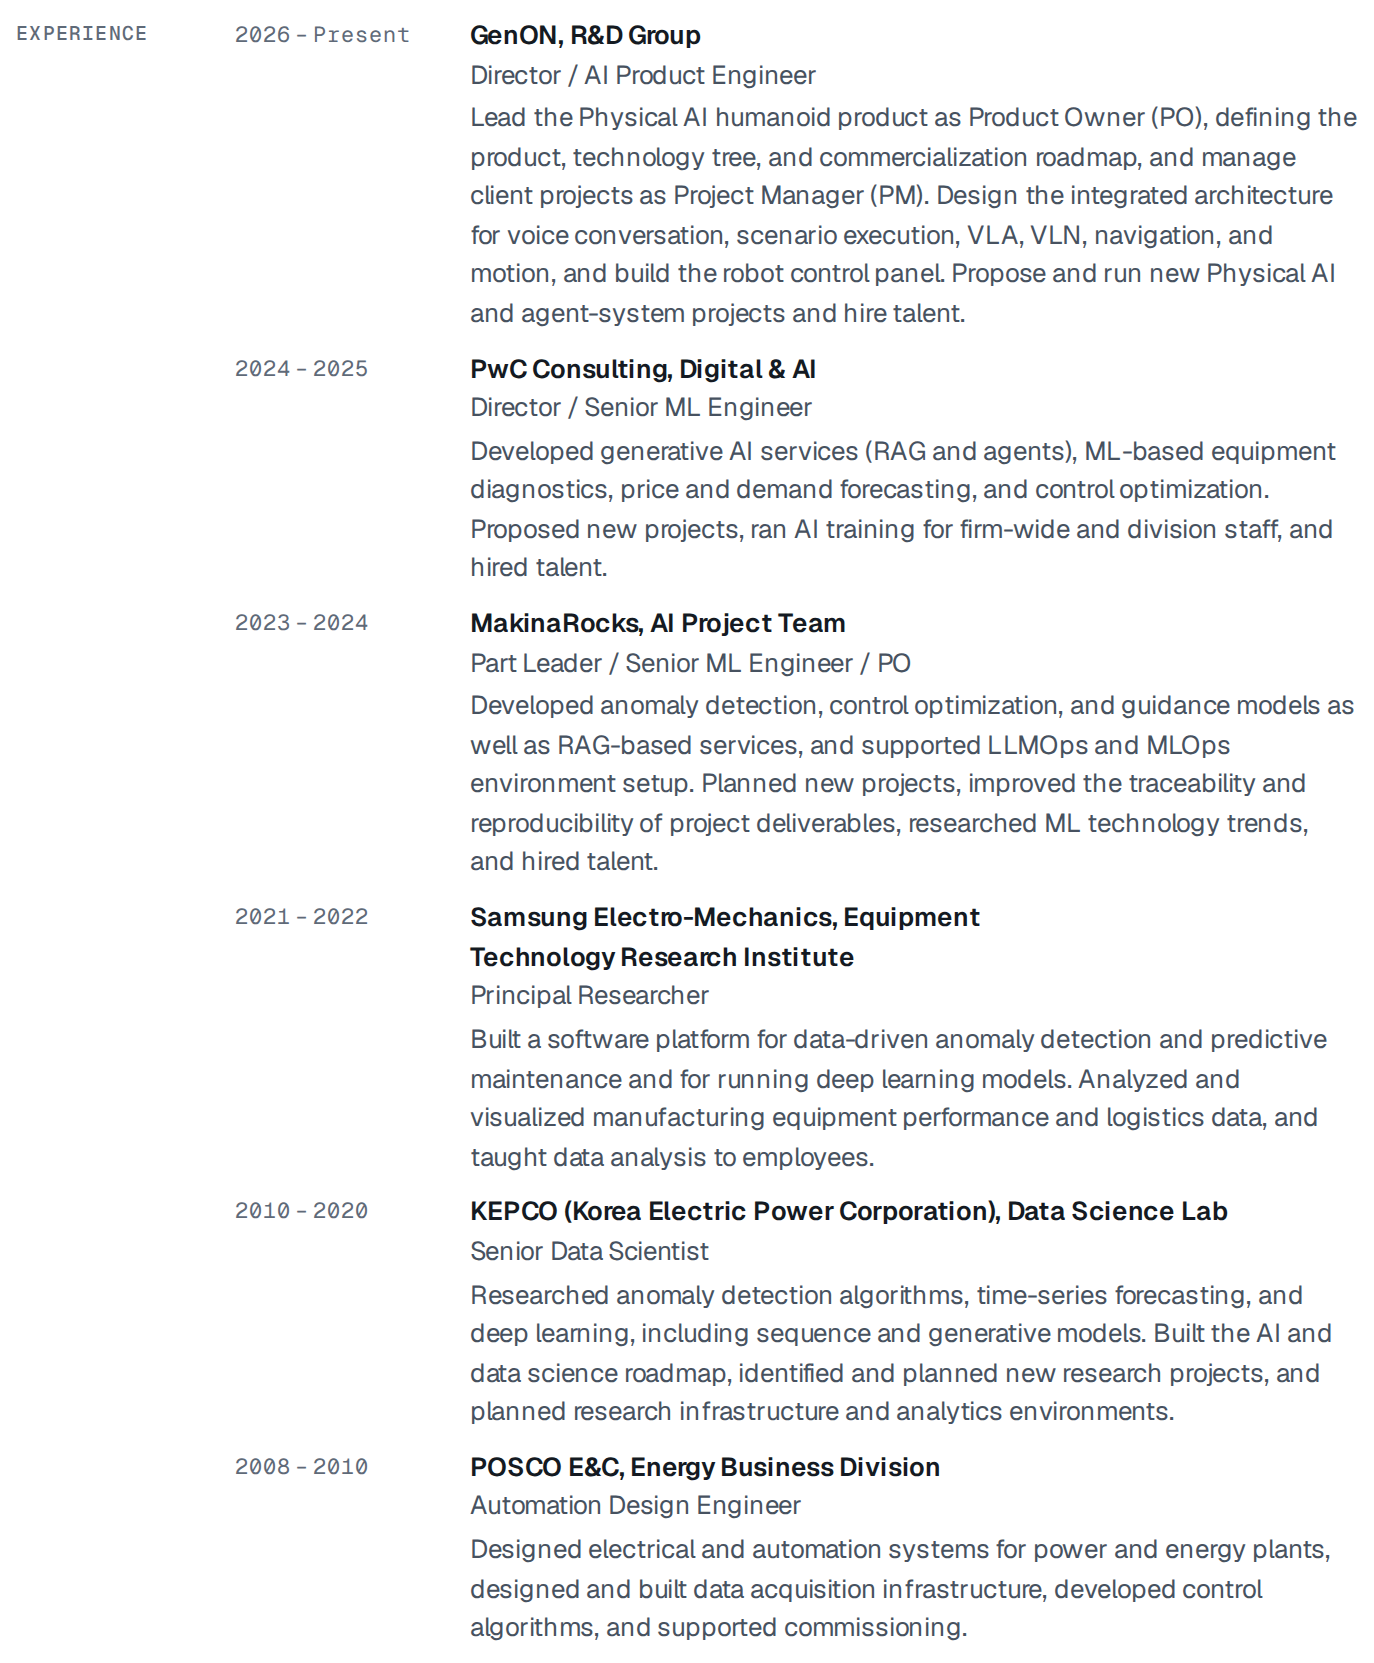 EXPERIENCE
2026 – Present
GenON, R&D Group
Director / AI Product Engineer
Lead the Physical AI humanoid product as Product Owner (PO), defining the
product, technology tree, and commercialization roadmap, and manage
client projects as Project Manager (PM). Design the integrated architecture
for voice conversation, scenario execution, VLA, VLN, navigation, and
motion, and build the robot control panel. Propose and run new Physical AI
and agent-system projects and hire talent.
2024 – 2025
PwC Consulting, Digital & AI
Director / Senior ML Engineer
Developed generative AI services (RAG and agents), ML-based equipment
diagnostics, price and demand forecasting, and control optimization.
Proposed new projects, ran AI training for firm-wide and division staff, and
hired talent.
2023 – 2024
MakinaRocks, AI Project Team
Part Leader / Senior ML Engineer / PO
Developed anomaly detection, control optimization, and guidance models as
well as RAG-based services, and supported LLMOps and MLOps
environment setup. Planned new projects, improved the traceability and
reproducibility of project deliverables, researched ML technology trends,
and hired talent.
2021 – 2022
Samsung Electro-Mechanics, Equipment
Technology Research Institute
Principal Researcher
Built a software platform for data-driven anomaly detection and predictive
maintenance and for running deep learning models. Analyzed and
visualized manufacturing equipment performance and logistics data, and
taught data analysis to employees.
2010 – 2020
KEPCO (Korea Electric Power Corporation), Data Science Lab
Senior Data Scientist
Researched anomaly detection algorithms, time-series forecasting, and
deep learning, including sequence and generative models. Built the AI and
data science roadmap, identified and planned new research projects, and
planned research infrastructure and analytics environments.
2008 – 2010
POSCO E&C, Energy Business Division
Automation Design Engineer
Designed electrical and automation systems for power and energy plants,
designed and built data acquisition infrastructure, developed control
algorithms, and supported commissioning.